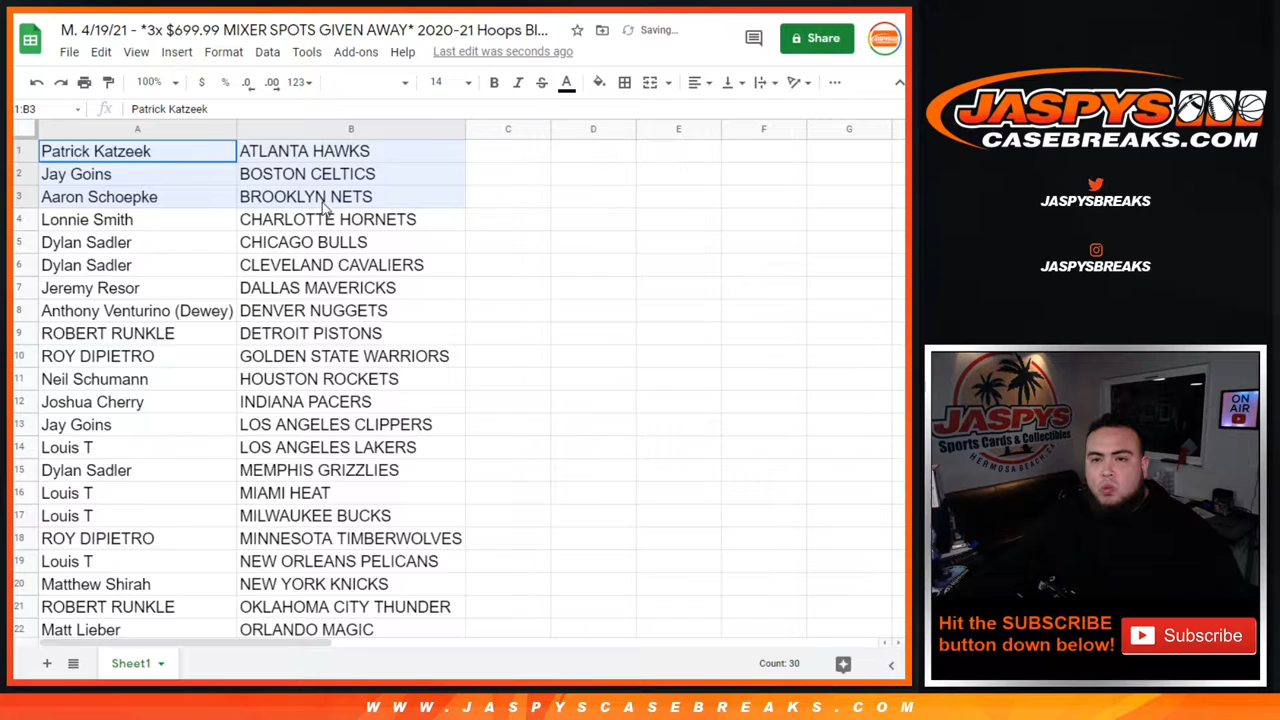 M. 4/19/21 - *3x $699.99 MIXER SPOTS GIVEN AWAY* 2020-21 Hoops Bl...
Saving...
Share
File Edit View Insert Format Data Tools Add-ons Help Last edit was seconds ago
100% $ % .0 .00 123 14 B I S A
1:B3 fx Patrick Katzeek
A B C D E F G
1 Patrick Katzeek ATLANTA HAWKS
2 Jay Goins BOSTON CELTICS
3 Aaron Schoepke BROOKLYN NETS
4 Lonnie Smith CHARLOTTE HORNETS
5 Dylan Sadler CHICAGO BULLS
6 Dylan Sadler CLEVELAND CAVALIERS
7 Jeremy Resor DALLAS MAVERICKS
8 Anthony Venturino (Dewey) DENVER NUGGETS
9 ROBERT RUNKLE DETROIT PISTONS
10 ROY DIPIETRO GOLDEN STATE WARRIORS
11 Neil Schumann HOUSTON ROCKETS
12 Joshua Cherry INDIANA PACERS
13 Jay Goins LOS ANGELES CLIPPERS
14 Louis T LOS ANGELES LAKERS
15 Dylan Sadler MEMPHIS GRIZZLIES
16 Louis T MIAMI HEAT
17 Louis T MILWAUKEE BUCKS
18 ROY DIPIETRO MINNESOTA TIMBERWOLVES
19 Louis T NEW ORLEANS PELICANS
20 Matthew Shirah NEW YORK KNICKS
21 ROBERT RUNKLE OKLAHOMA CITY THUNDER
22 Matt Lieber ORLANDO MAGIC
Sheet1
Count: 30
JASPYS
CASEBREAKS.COM
JASPYSBREAKS
JASPYSBREAKS
JASPYS
Sports Cards & Collectibles
HERMOSA BEACH CA
ON
AIR
Hit the SUBSCRIBE
button down below!
Subscribe
WWW.JASPYSCASEBREAKS.COM